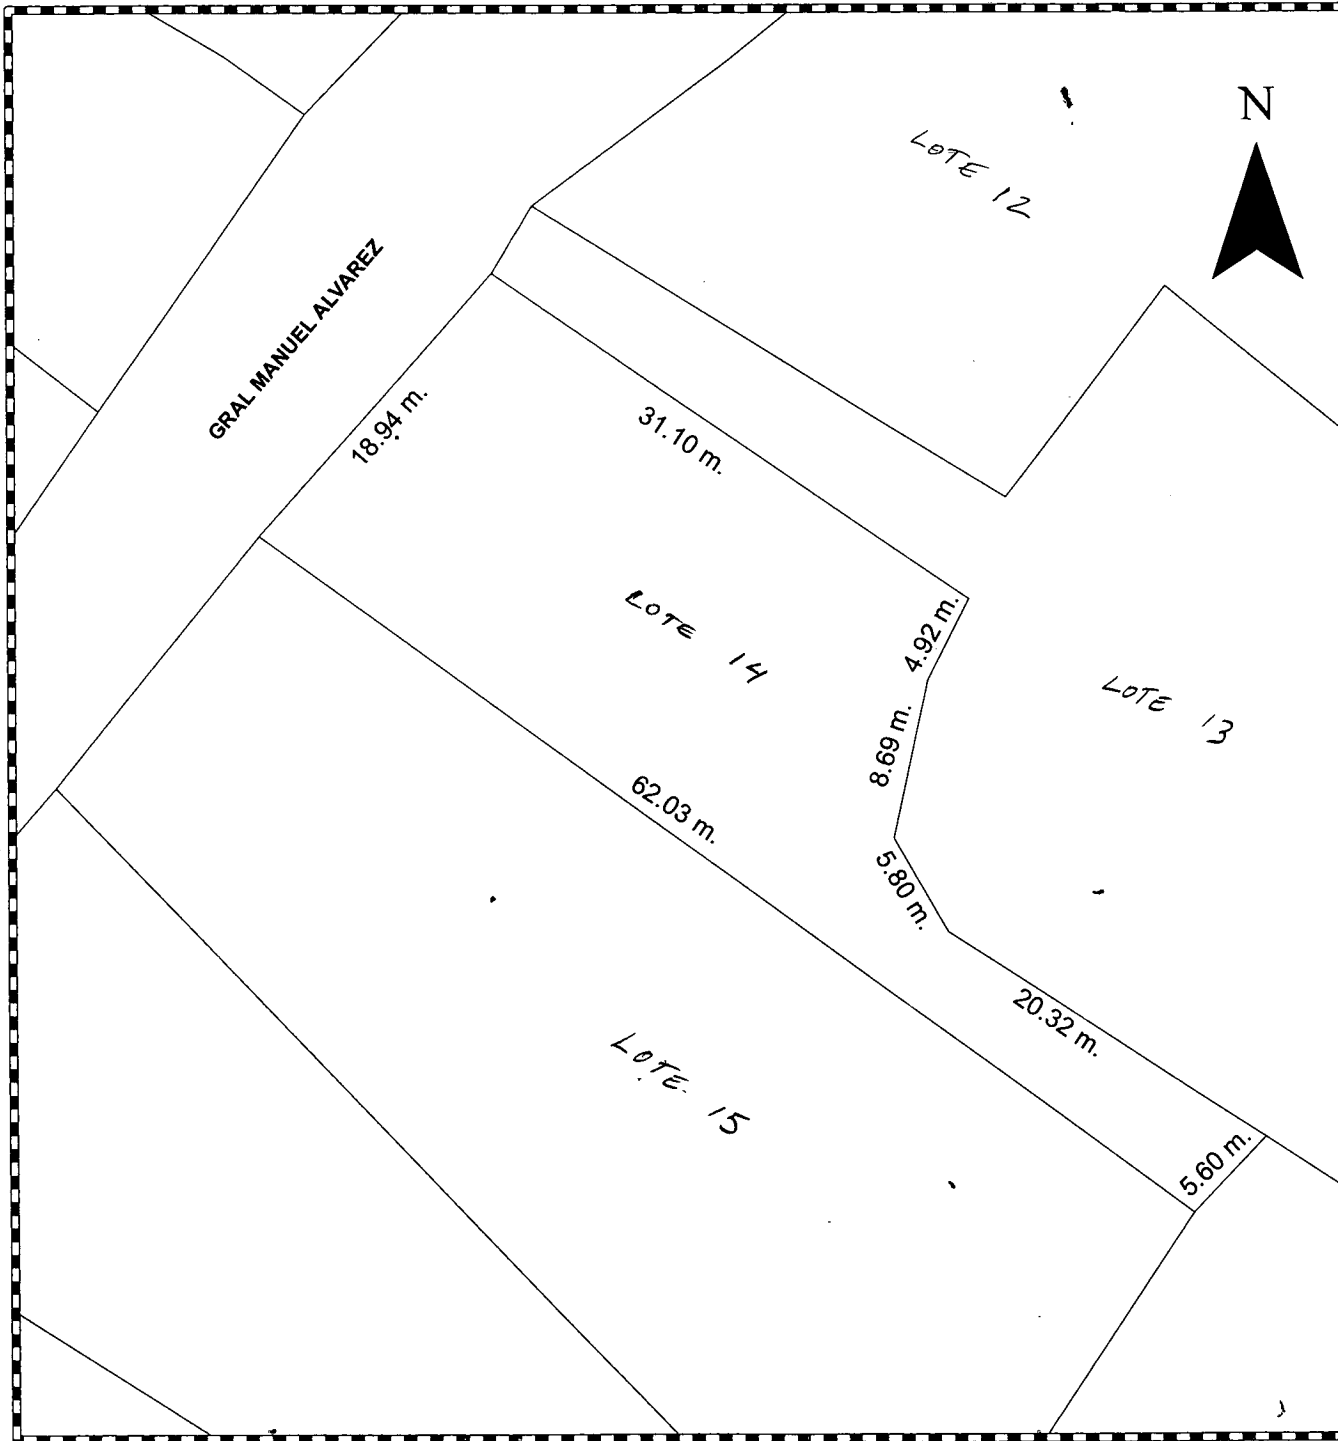 N
LOTE 12
GRAL MANUEL ALVAREZ
18.94 m.
31.10 m.
LOTE 14
4.92 m.
LOTE 13
8.69 m.
62.03 m.
5.80 m.
20.32 m.
LOTE 15
5.60 m.